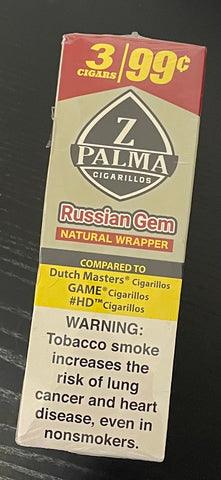 3 CIGARS 99¢
Z
PALMA
CIGARILLOS
Russian Gem
NATURAL WRAPPER
COMPARED TO
Dutch Masters® Cigarillos
GAME® Cigarillos
#HD™ Cigarillos
WARNING:
Tobacco smoke
increases the
risk of lung
cancer and heart
disease, even in
nonsmokers.